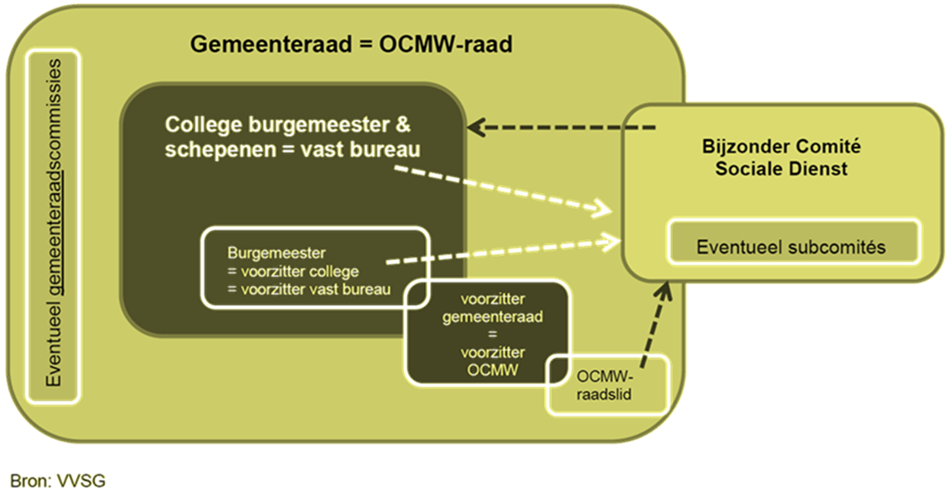 Gemeenteraad = OCMW-raad
Eventueel gemeenteraadscommissies
College burgemeester &
schepenen = vast bureau
Bijzonder Comité
Sociale Dienst
Eventueel subcomités
Burgemeester
= voorzitter college
= voorzitter vast bureau
voorzitter
gemeenteraad
=
voorzitter
OCMW
OCMW-
raadslid
Bron: VVSG